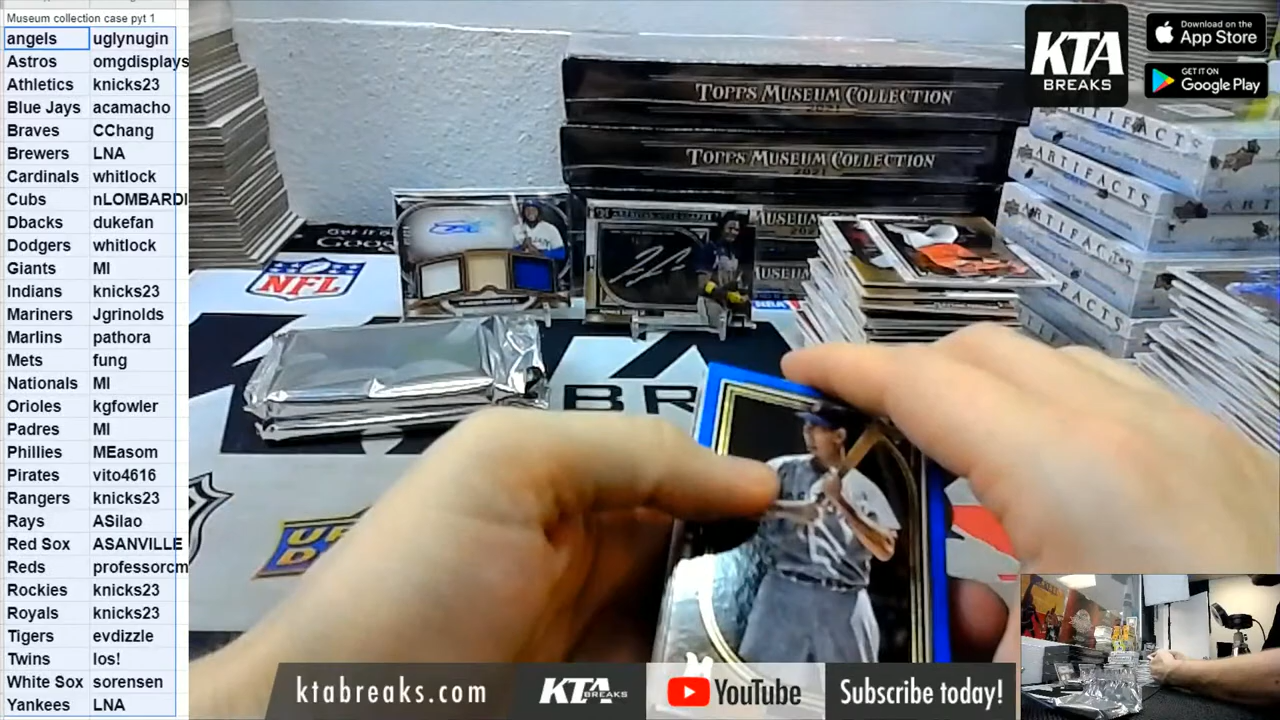 Museum collection case pyt 1
angels uglynugin
Astros omgdisplays
Athletics knicks23
Blue Jays acamacho
Braves CChang
Brewers LNA
Cardinals whitlock
Cubs nLOMBARDI
Dbacks dukefan
Dodgers whitlock
Giants MI
Indians knicks23
Mariners Jgrinolds
Marlins pathora
Mets fung
Nationals MI
Orioles kgfowler
Padres MI
Phillies MEasom
Pirates vito4616
Rangers knicks23
Rays ASilao
Red Sox ASANVILLE
Reds professorcm
Rockies knicks23
Royals knicks23
Tigers evdizzle
Twins los!
White Sox sorensen
Yankees LNA
KTA
BREAKS
Download on the
App Store
GET IT ON
Google Play
TOPPS MUSEUM COLLECTION
2021
TOPPS MUSEUM COLLECTION
2021
ARTIFACTS
ARTIFACTS
NFL
BR
ktabreaks.com
KTA BREAKS
YouTube
Subscribe today!